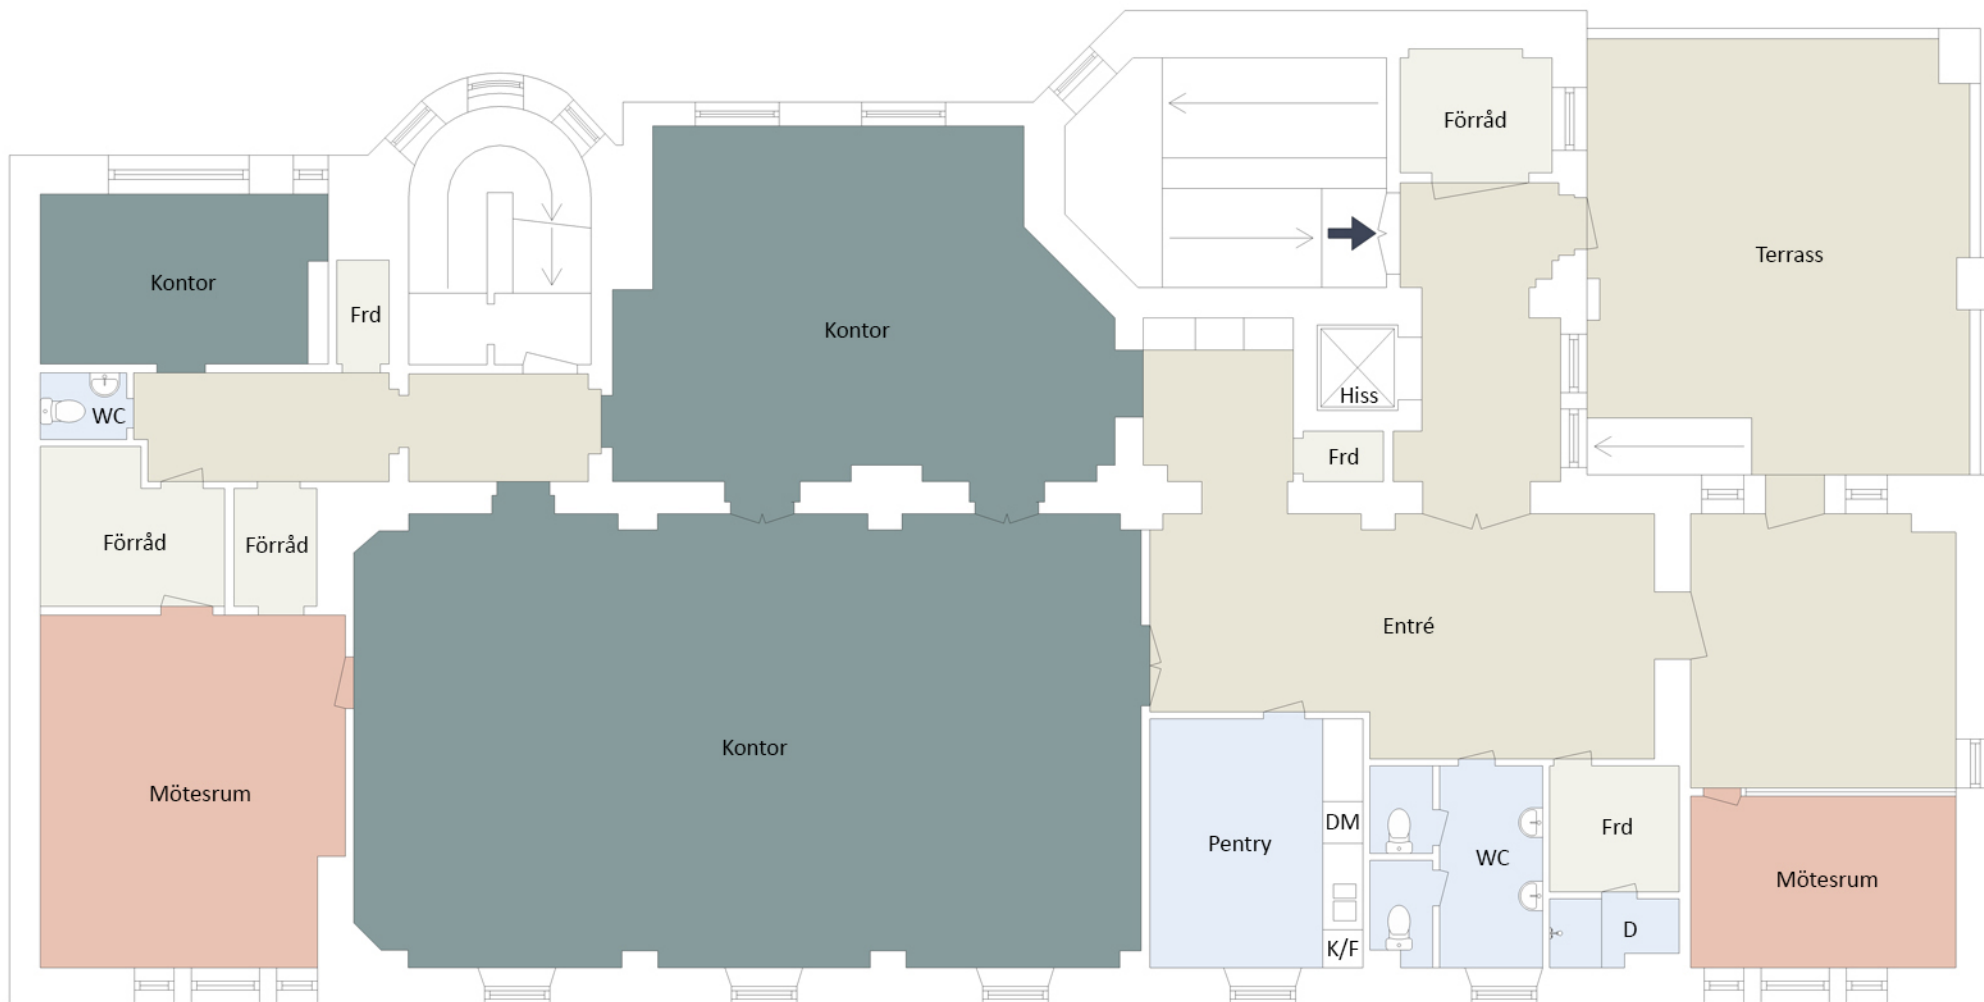 Förråd
Terrass
Kontor
Frd
Kontor
Hiss
WC
Frd
Förråd
Förråd
Entré
Kontor
Mötesrum
DM
Pentry
Frd
WC
Mötesrum
D
K/F